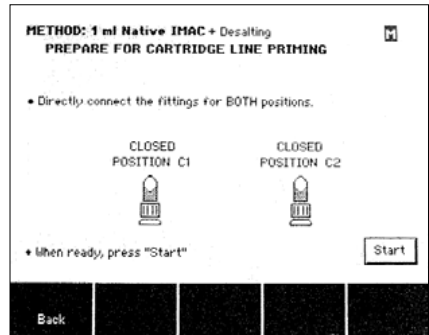 METHOD: 1 ml Native IMAC + Desalting
M
PREPARE FOR CARTRIDGE LINE PRIMING
• Directly connect the fittings for BOTH positions.
CLOSED POSITION C1
CLOSED POSITION C2
• When ready, press "Start"
Start
Back